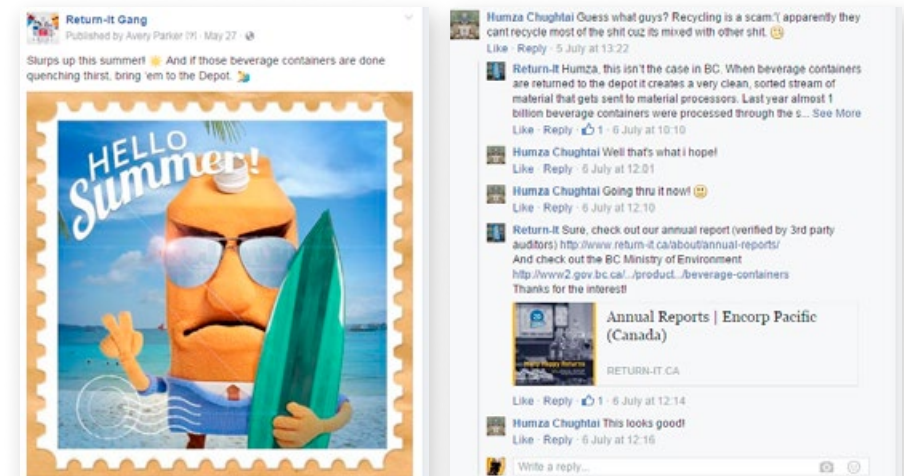 Return-It Gang
Published by Avery Parker [?] · May 27 ·
Slurps up this summer! And if those beverage containers are done
quenching thirst, bring 'em to the Depot.
HELLO
Summer!
Humza Chughtai Guess what guys? Recycling is a scam:'( apparently they
cant recycle most of the shit cuz its mixed with other shit.
Like · Reply · 5 July at 13:22
Return-It Humza, this isn't the case in BC. When beverage containers
are returned to the depot it creates a very clean, sorted stream of
material that gets sent to material processors. Last year almost 1
billion beverage containers were processed through the s... See More
Like · Reply · 1 · 6 July at 10:10
Humza Chughtai Well that's what i hope!
Like · Reply · 6 July at 12:01
Humza Chughtai Going thru it now!
Like · Reply · 6 July at 12:10
Return-It Sure, check out our annual report (verified by 3rd party
auditors) http://www.return-it.ca/about/annual-reports/
And check out the BC Ministry of Environment
http://www2.gov.bc.ca/.../product.../beverage-containers
Thanks for the interest!
20
Many Happy Returns
Annual Reports | Encorp Pacific
(Canada)
RETURN-IT.CA
Like · Reply · 1 · 6 July at 12:14
Humza Chughtai This looks good!
Like · Reply · 6 July at 12:16
Write a reply...